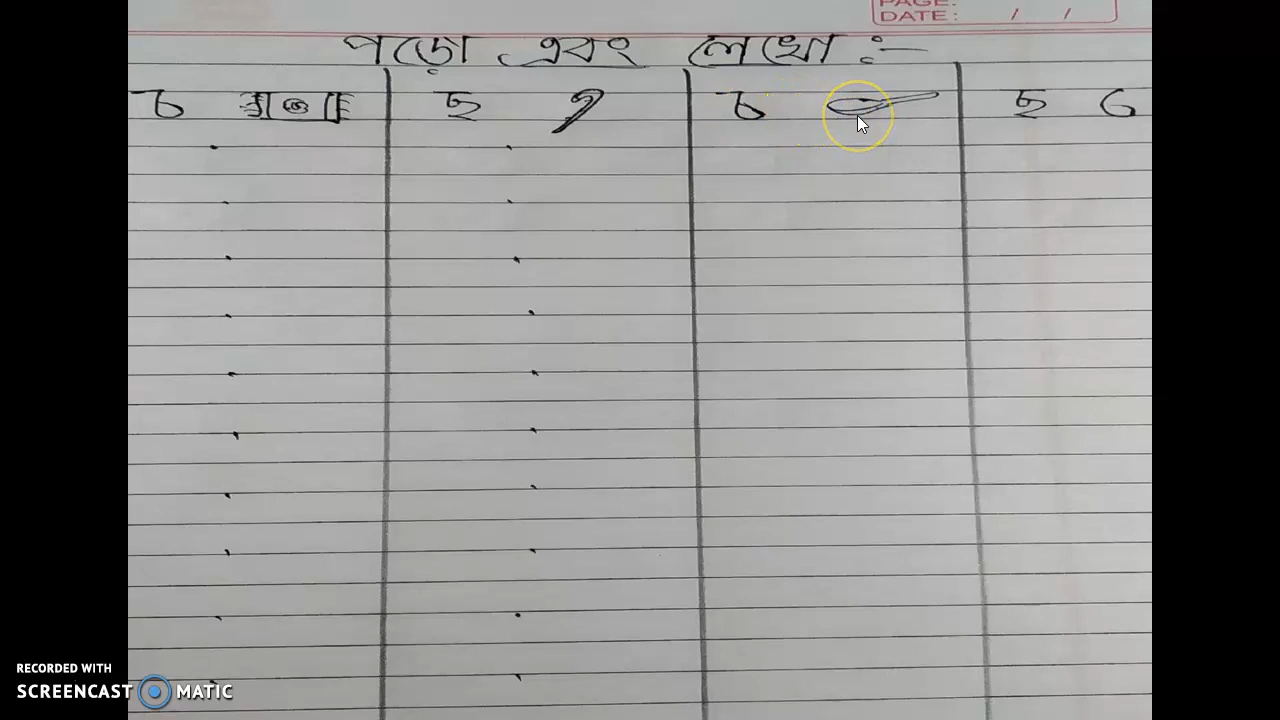 PAGE:
DATE: / /
পড়ো এবং লেখো :-
চ ছ চ ছ
RECORDED WITH
SCREENCAST MATIC